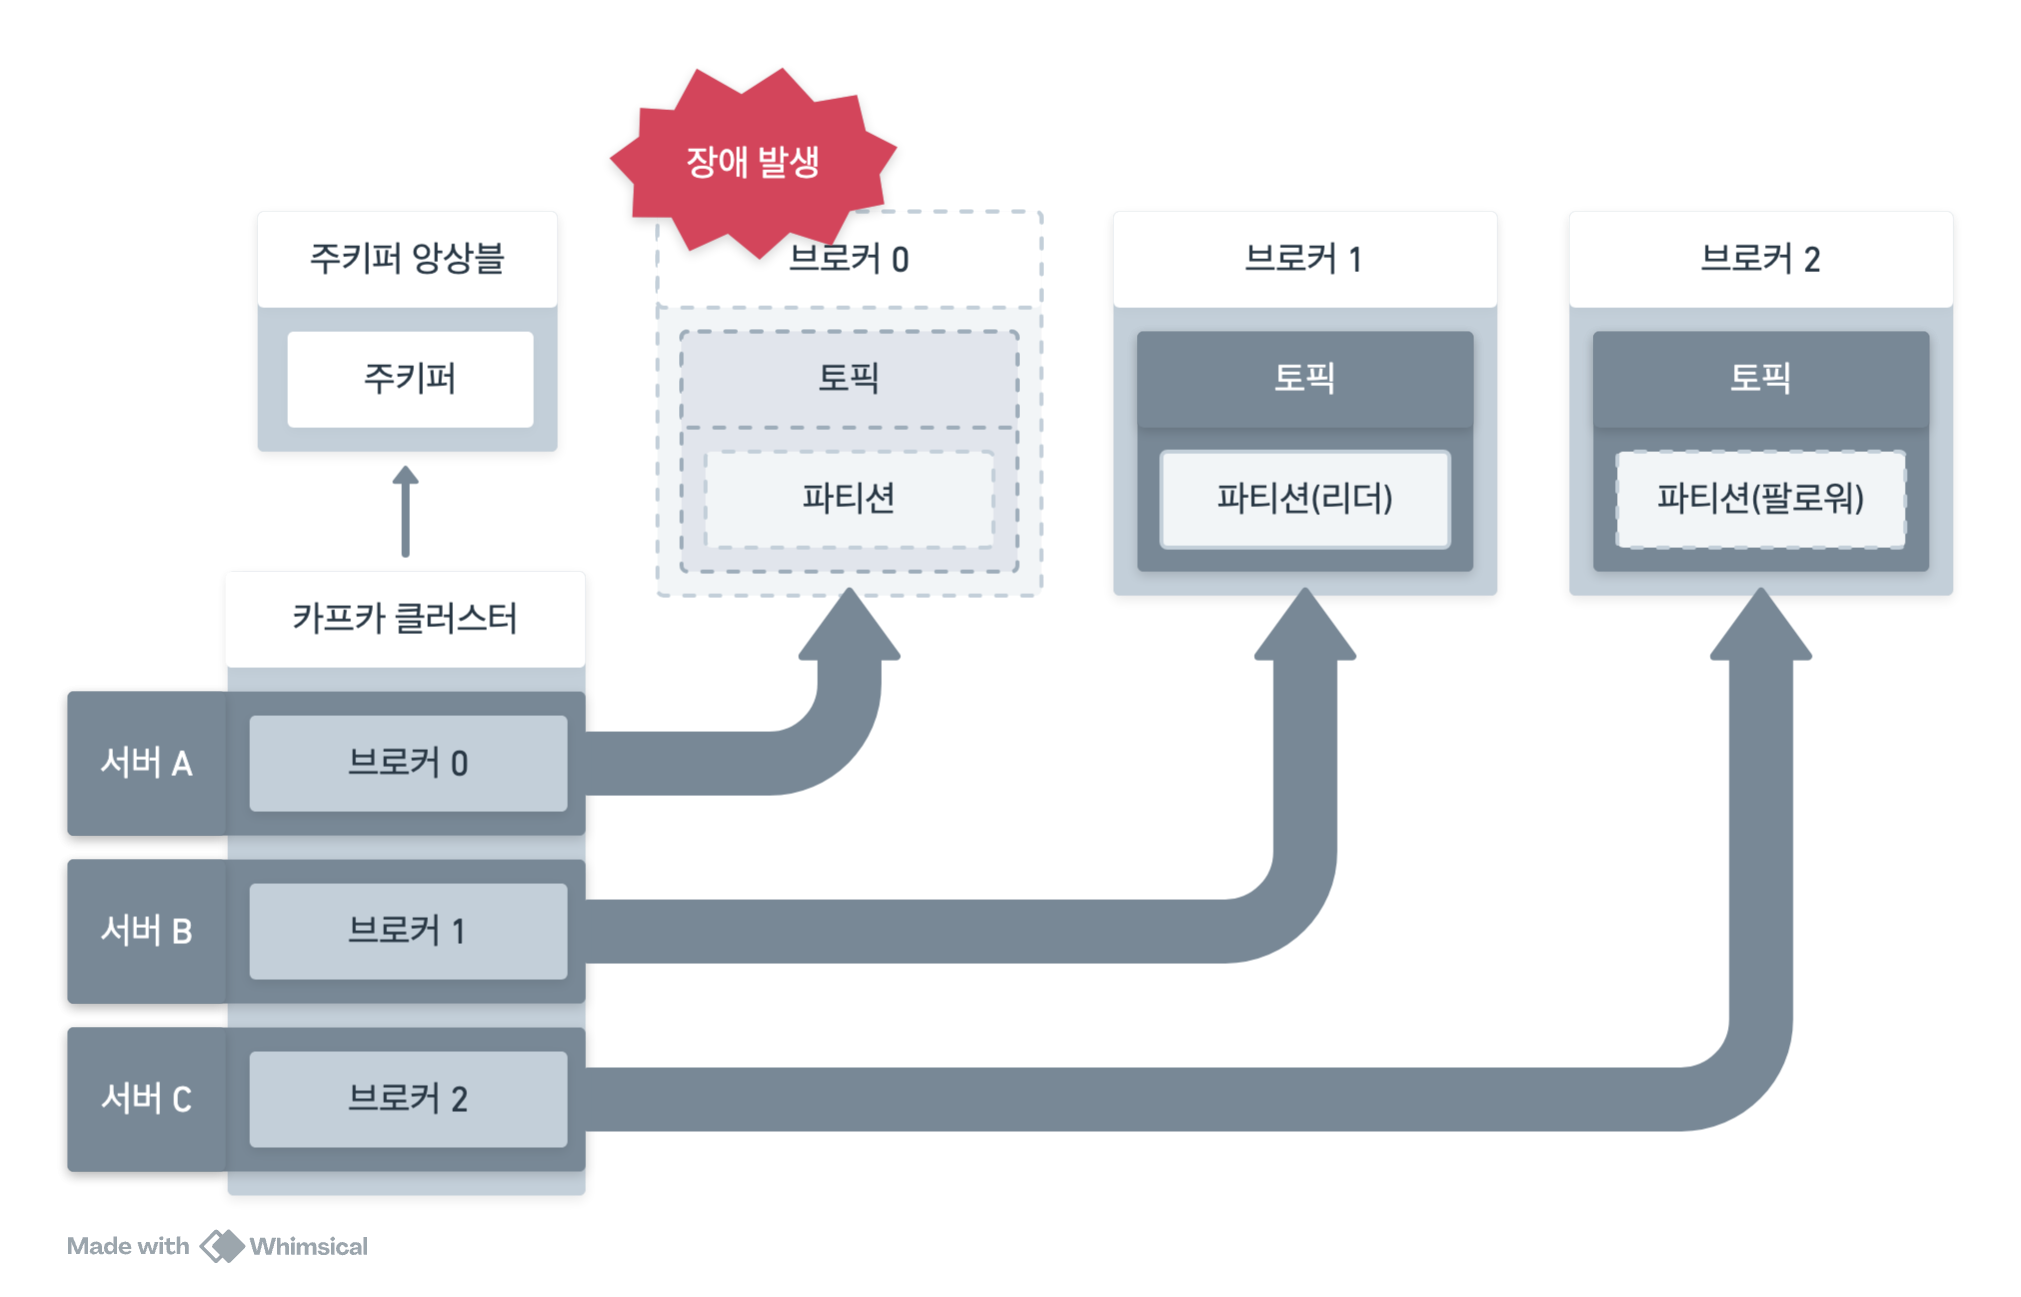 장애 발생
주키퍼 앙상블
주키퍼
브로커 0
토픽
파티션
브로커 1
토픽
파티션(리더)
브로커 2
토픽
파티션(팔로워)
카프카 클러스터
서버 A
브로커 0
서버 B
브로커 1
서버 C
브로커 2
Made with Whimsical